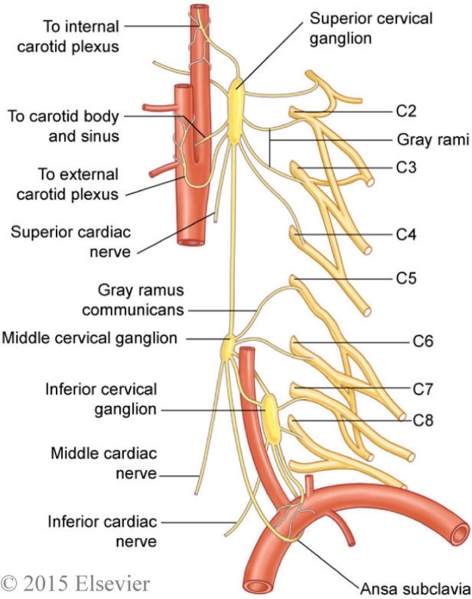 To internal
carotid plexus
Superior cervical
ganglion
C2
To carotid body
and sinus
Gray rami
C3
To external
carotid plexus
C4
Superior cardiac
nerve
C5
Gray ramus
communicans
Middle cervical ganglion
C6
Inferior cervical
ganglion
C7
C8
Middle cardiac
nerve
Inferior cardiac
nerve
© 2015 Elsevier
Ansa subclavia